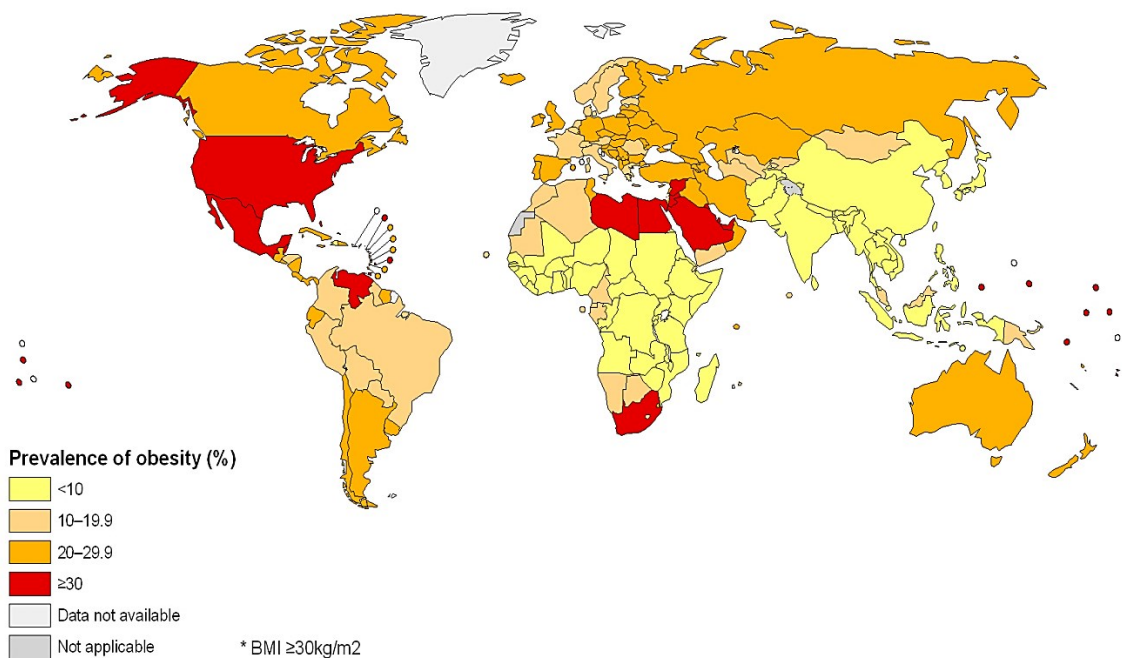 Prevalence of obesity (%)
<10
10–19.9
20–29.9
≥30
Data not available
Not applicable
* BMI ≥30kg/m2